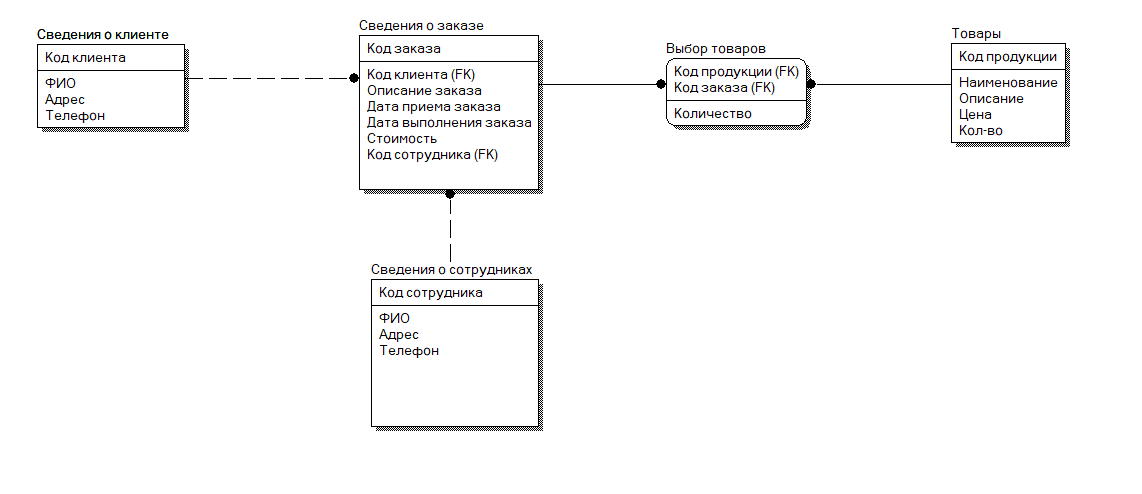 Сведения о клиенте
Код клиента
ФИО
Адрес
Телефон
Сведения о заказе
Код заказа
Код клиента (FK)
Описание заказа
Дата приема заказа
Дата выполнения заказа
Стоимость
Код сотрудника (FK)
Выбор товаров
Код продукции (FK)
Код заказа (FK)
Количество
Товары
Код продукции
Наименование
Описание
Цена
Кол-во
Сведения о сотрудниках
Код сотрудника
ФИО
Адрес
Телефон